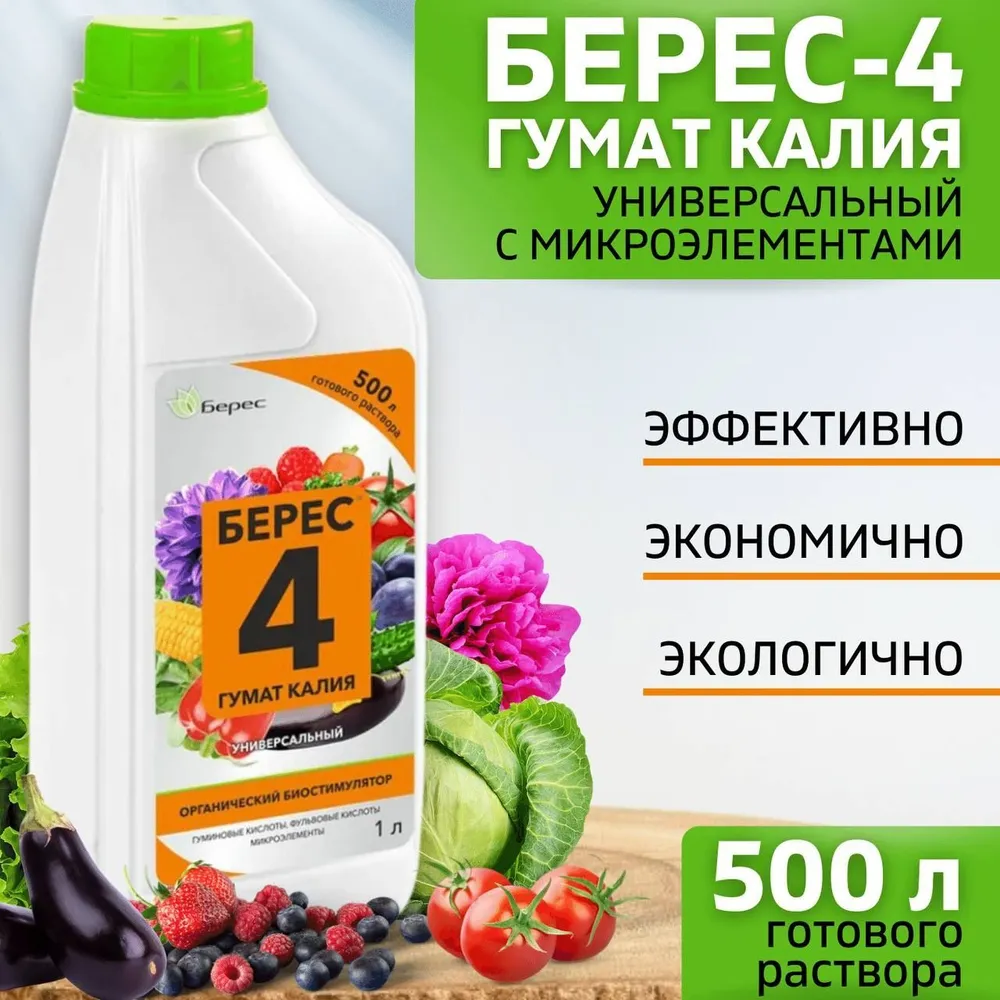 БЕРЕС-4
ГУМАТ КАЛИЯ
УНИВЕРСАЛЬНЫЙ
С МИКРОЭЛЕМЕНТАМИ
500 л
готового раствора
Берес
БЕРЕС
4
ГУМАТ КАЛИЯ
УНИВЕРСАЛЬНЫЙ
ОРГАНИЧЕСКИЙ БИОСТИМУЛЯТОР
ГУМИНОВЫЕ КИСЛОТЫ, ФУЛЬВОВЫЕ КИСЛОТЫ
МИКРОЭЛЕМЕНТЫ
1 л
ЭФФЕКТИВНО
ЭКОНОМИЧНО
ЭКОЛОГИЧНО
500 л
готового
раствора